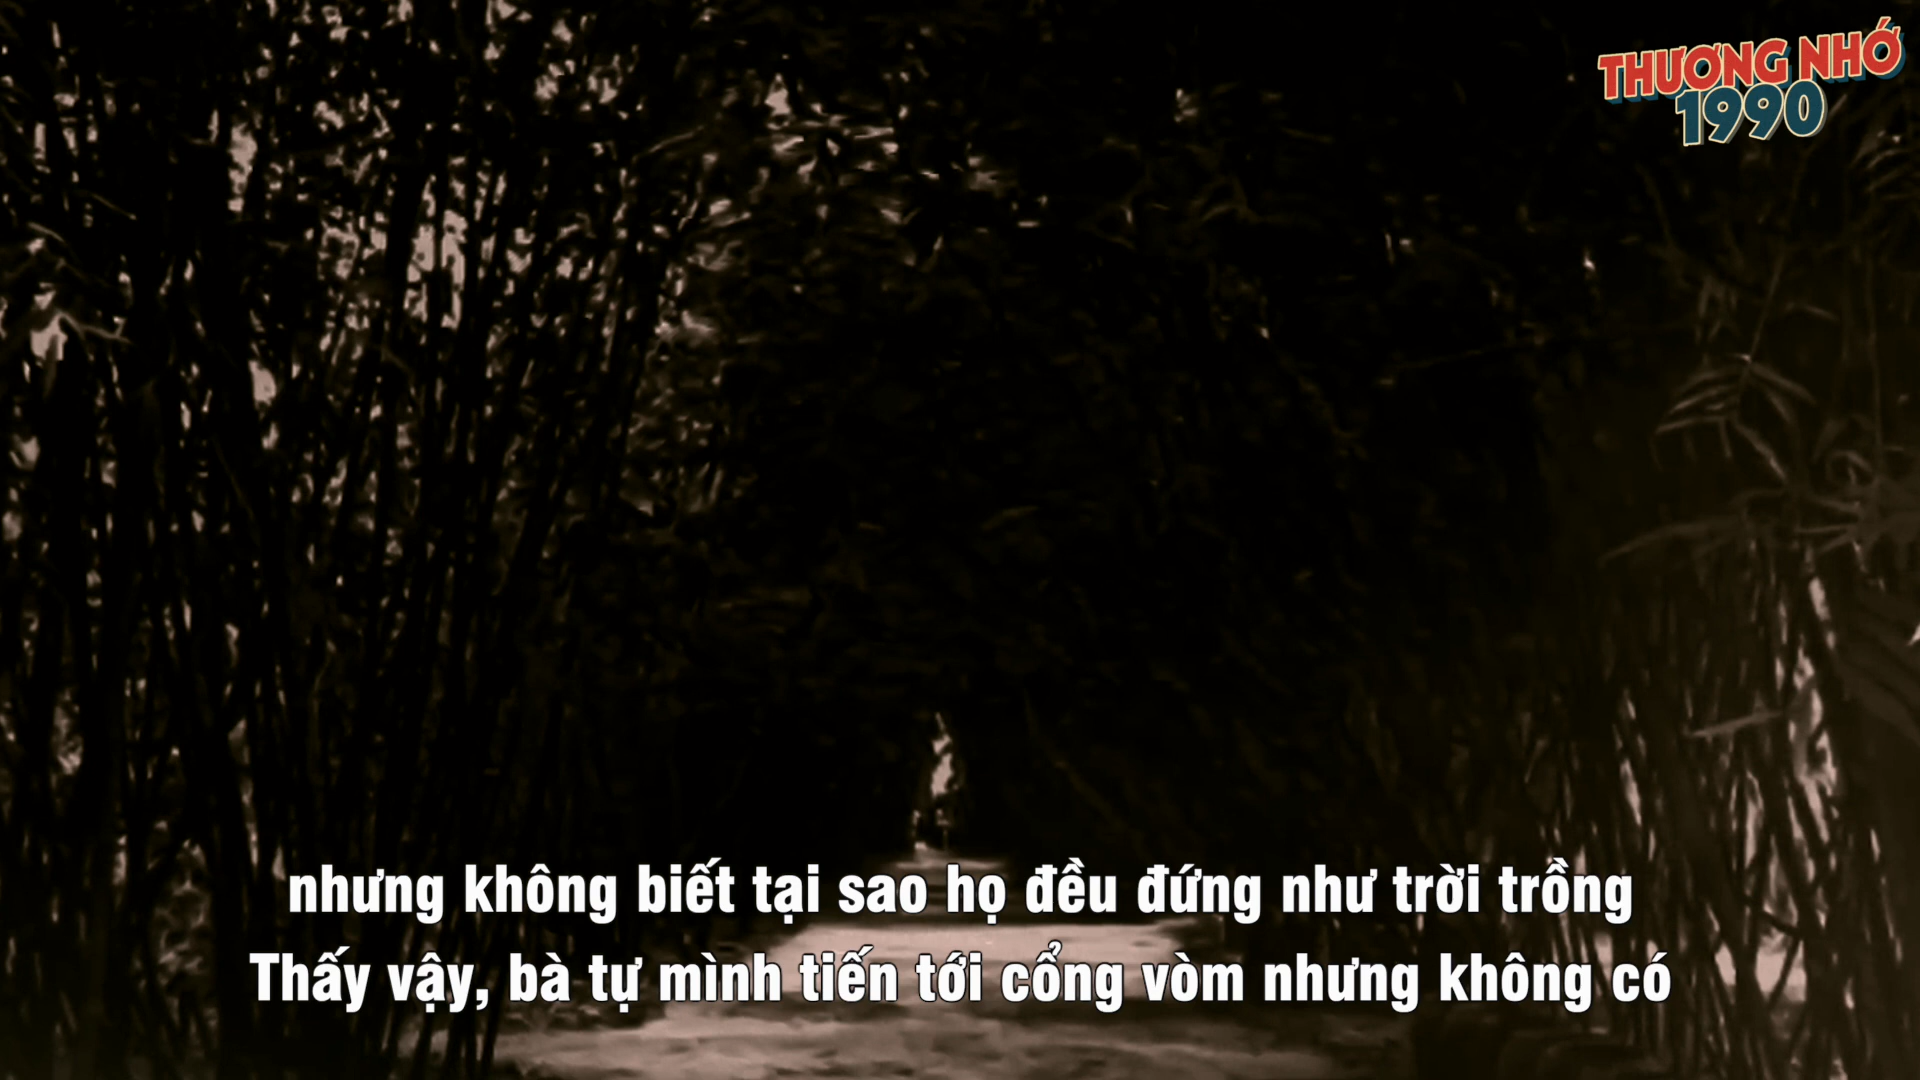 THƯƠNG NHỚ
1990
nhưng không biết tại sao họ đều đứng như trời trồng
Thấy vậy, bà tự mình tiến tới cổng vòm nhưng không có